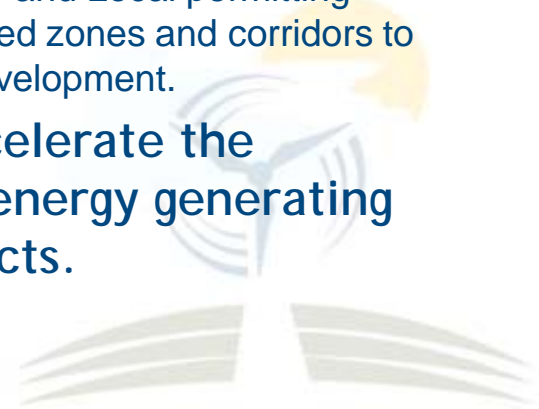 and Local permitting
ed zones and corridors to
velopment.
celerate the
energy generating
cts.